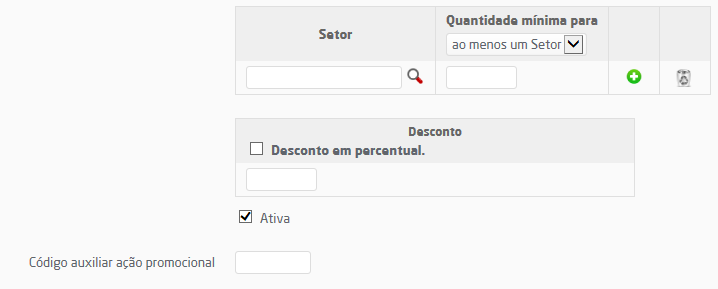 Setor
Quantidade mínima para
ao menos um Setor
Desconto
Desconto em percentual.
Ativa
Código auxiliar ação promocional